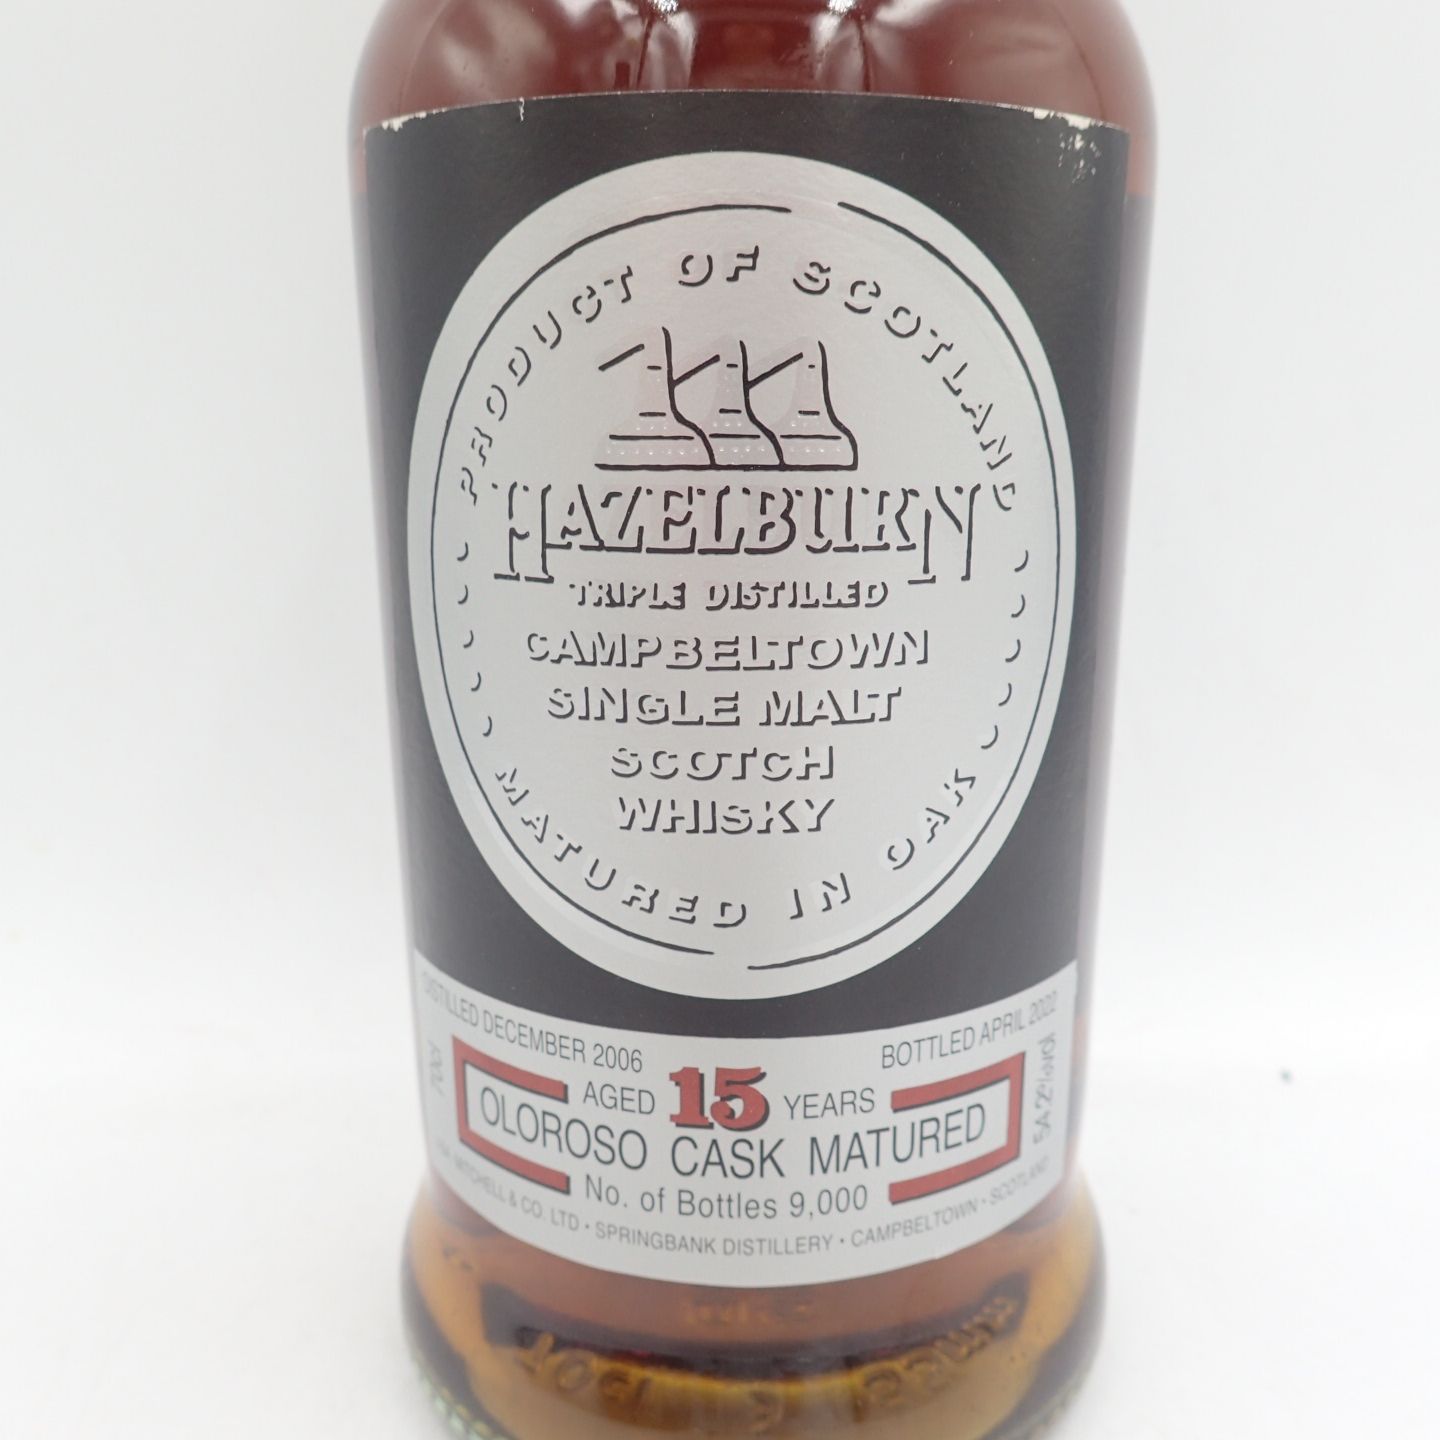 PRODUCT OF SCOTLAND
HAZELBURN
TRIPLE DISTILLED
CAMPBELTOWN
SINGLE MALT
SCOTCH
WHISKY
MATURED IN OAK
DISTILLED DECEMBER 2006
BOTTLED APRIL 2022
70cl
AGED 15 YEARS
54.2%vol
OLOROSO CASK MATURED
No. of Bottles 9,000
MITCHELL & CO. LTD • SPRINGBANK DISTILLERY • CAMPBELTOWN • SCOTLAND